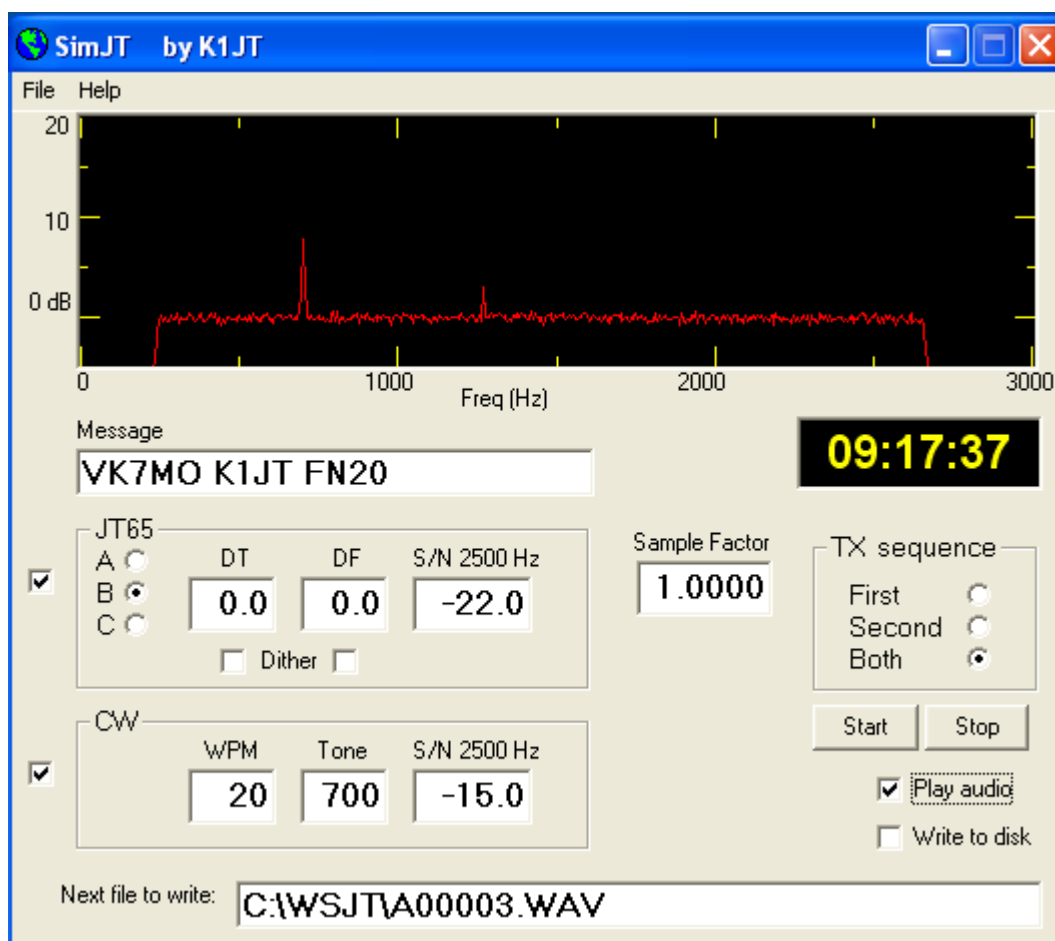 SimJT by K1JT
File Help
20
10
0 dB
0 1000 2000 3000
Freq (Hz)
Message
VK7MO K1JT FN20
09:17:37
JT65
A
B
C
DT DF S/N 2500 Hz
0.0 0.0 -22.0
Dither
Sample Factor
1.0000
TX sequence
First
Second
Both
CW
WPM Tone S/N 2500 Hz
20 700 -15.0
Start Stop
Play audio
Write to disk
Next file to write: C:\WSJT\A00003.WAV